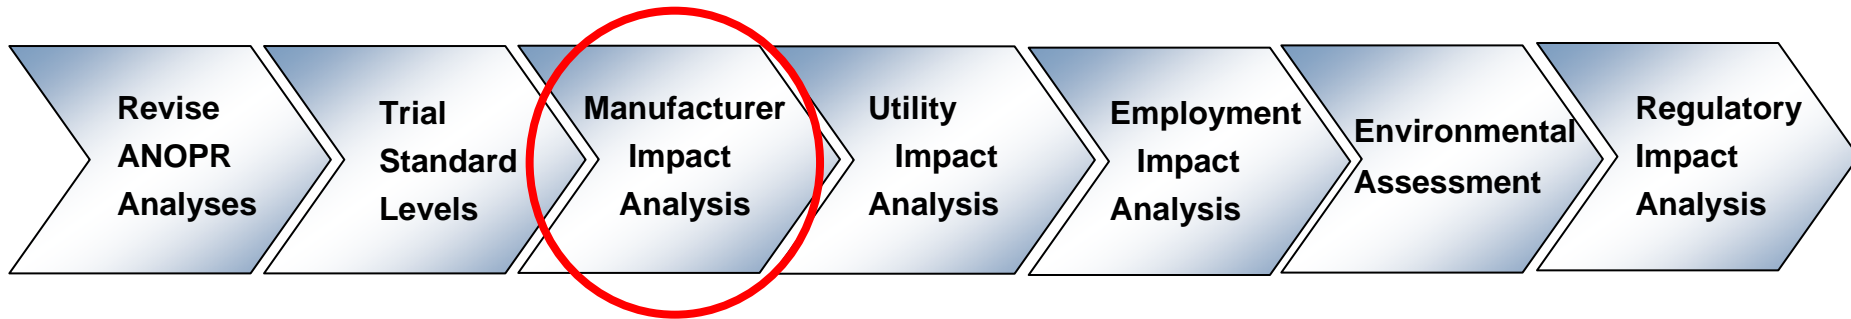 Revise
ANOPR
Analyses
Trial
Standard
Levels
Manufacturer
Impact
Analysis
Utility
Impact
Analysis
Employment
Impact
Analysis
Environmental
Assessment
Regulatory
Impact
Analysis